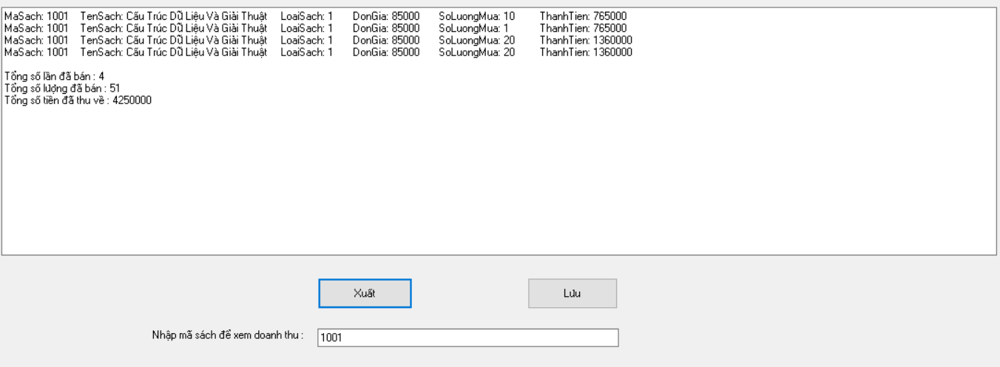 MaSach: 1001 TenSach: Cấu Trúc Dữ Liệu Và Giải Thuật LoaiSach: 1 DonGia: 85000 SoLuongMua: 10 ThanhTien: 765000
MaSach: 1001 TenSach: Cấu Trúc Dữ Liệu Và Giải Thuật LoaiSach: 1 DonGia: 85000 SoLuongMua: 1 ThanhTien: 765000
MaSach: 1001 TenSach: Cấu Trúc Dữ Liệu Và Giải Thuật LoaiSach: 1 DonGia: 85000 SoLuongMua: 20 ThanhTien: 1360000
MaSach: 1001 TenSach: Cấu Trúc Dữ Liệu Và Giải Thuật LoaiSach: 1 DonGia: 85000 SoLuongMua: 20 ThanhTien: 1360000
Tổng số lần đã bán : 4
Tổng số lượng đã bán : 51
Tổng số tiền đã thu về : 4250000
Xuất
Lưu
Nhập mã sách để xem doanh thu : 1001